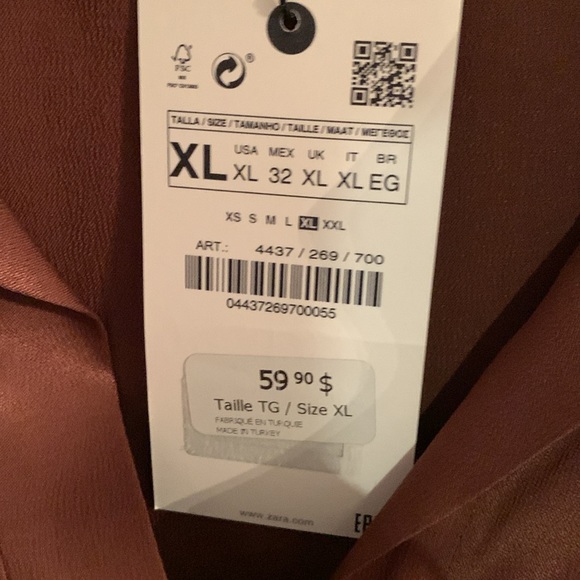 FSC
®
ZARA
TALLA / SIZE / TAMANHO / TAILLE / MAAT / ΜΕΓΕΘΟΣ
XL
USA MEX UK IT BR
XL 32 XL XL EG
XS S M L XL XXL
ART.: 4437 / 269 / 700
04437269700055
59 90 $
Taille TG / Size XL
FABRIQUÉ EN TURQUIE
MADE IN TURKEY
www.zara.com